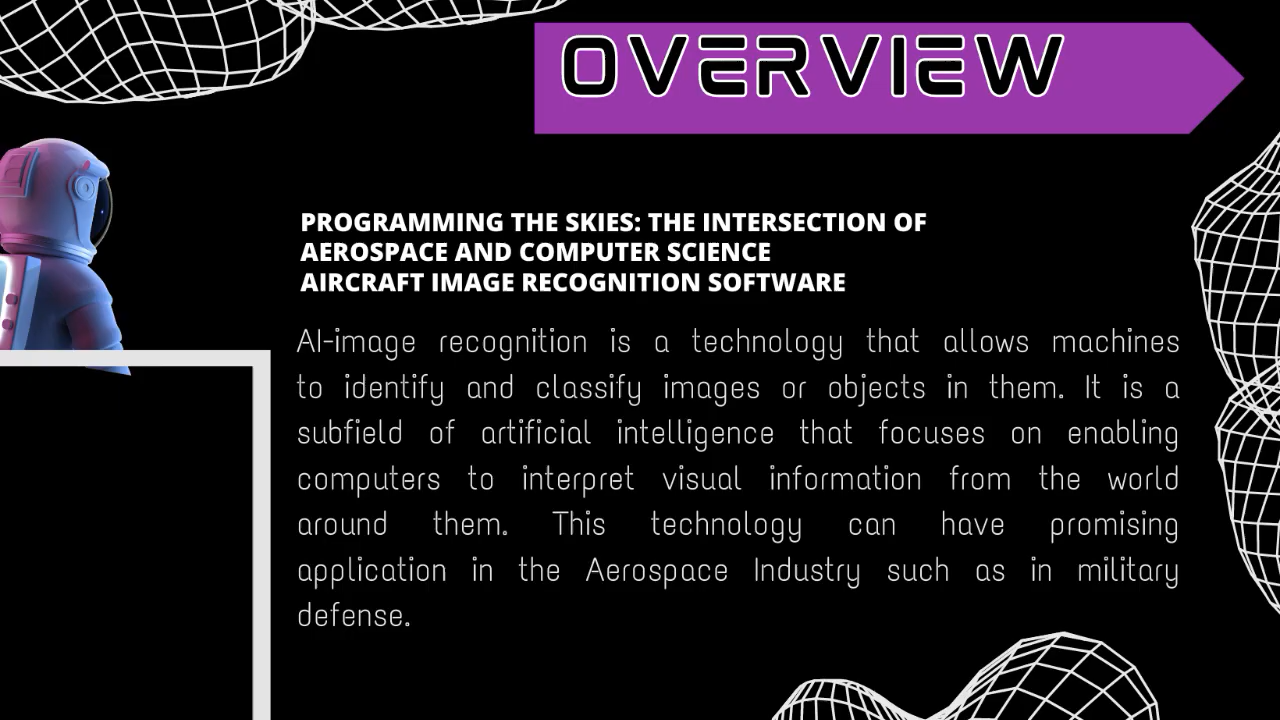 OVERVIEW
PROGRAMMING THE SKIES: THE INTERSECTION OF
AEROSPACE AND COMPUTER SCIENCE
AIRCRAFT IMAGE RECOGNITION SOFTWARE
AI-image recognition is a technology that allows machines
to identify and classify images or objects in them. It is a
subfield of artificial intelligence that focuses on enabling
computers to interpret visual information from the world
around them. This technology can have promising
application in the Aerospace Industry such as in military
defense.